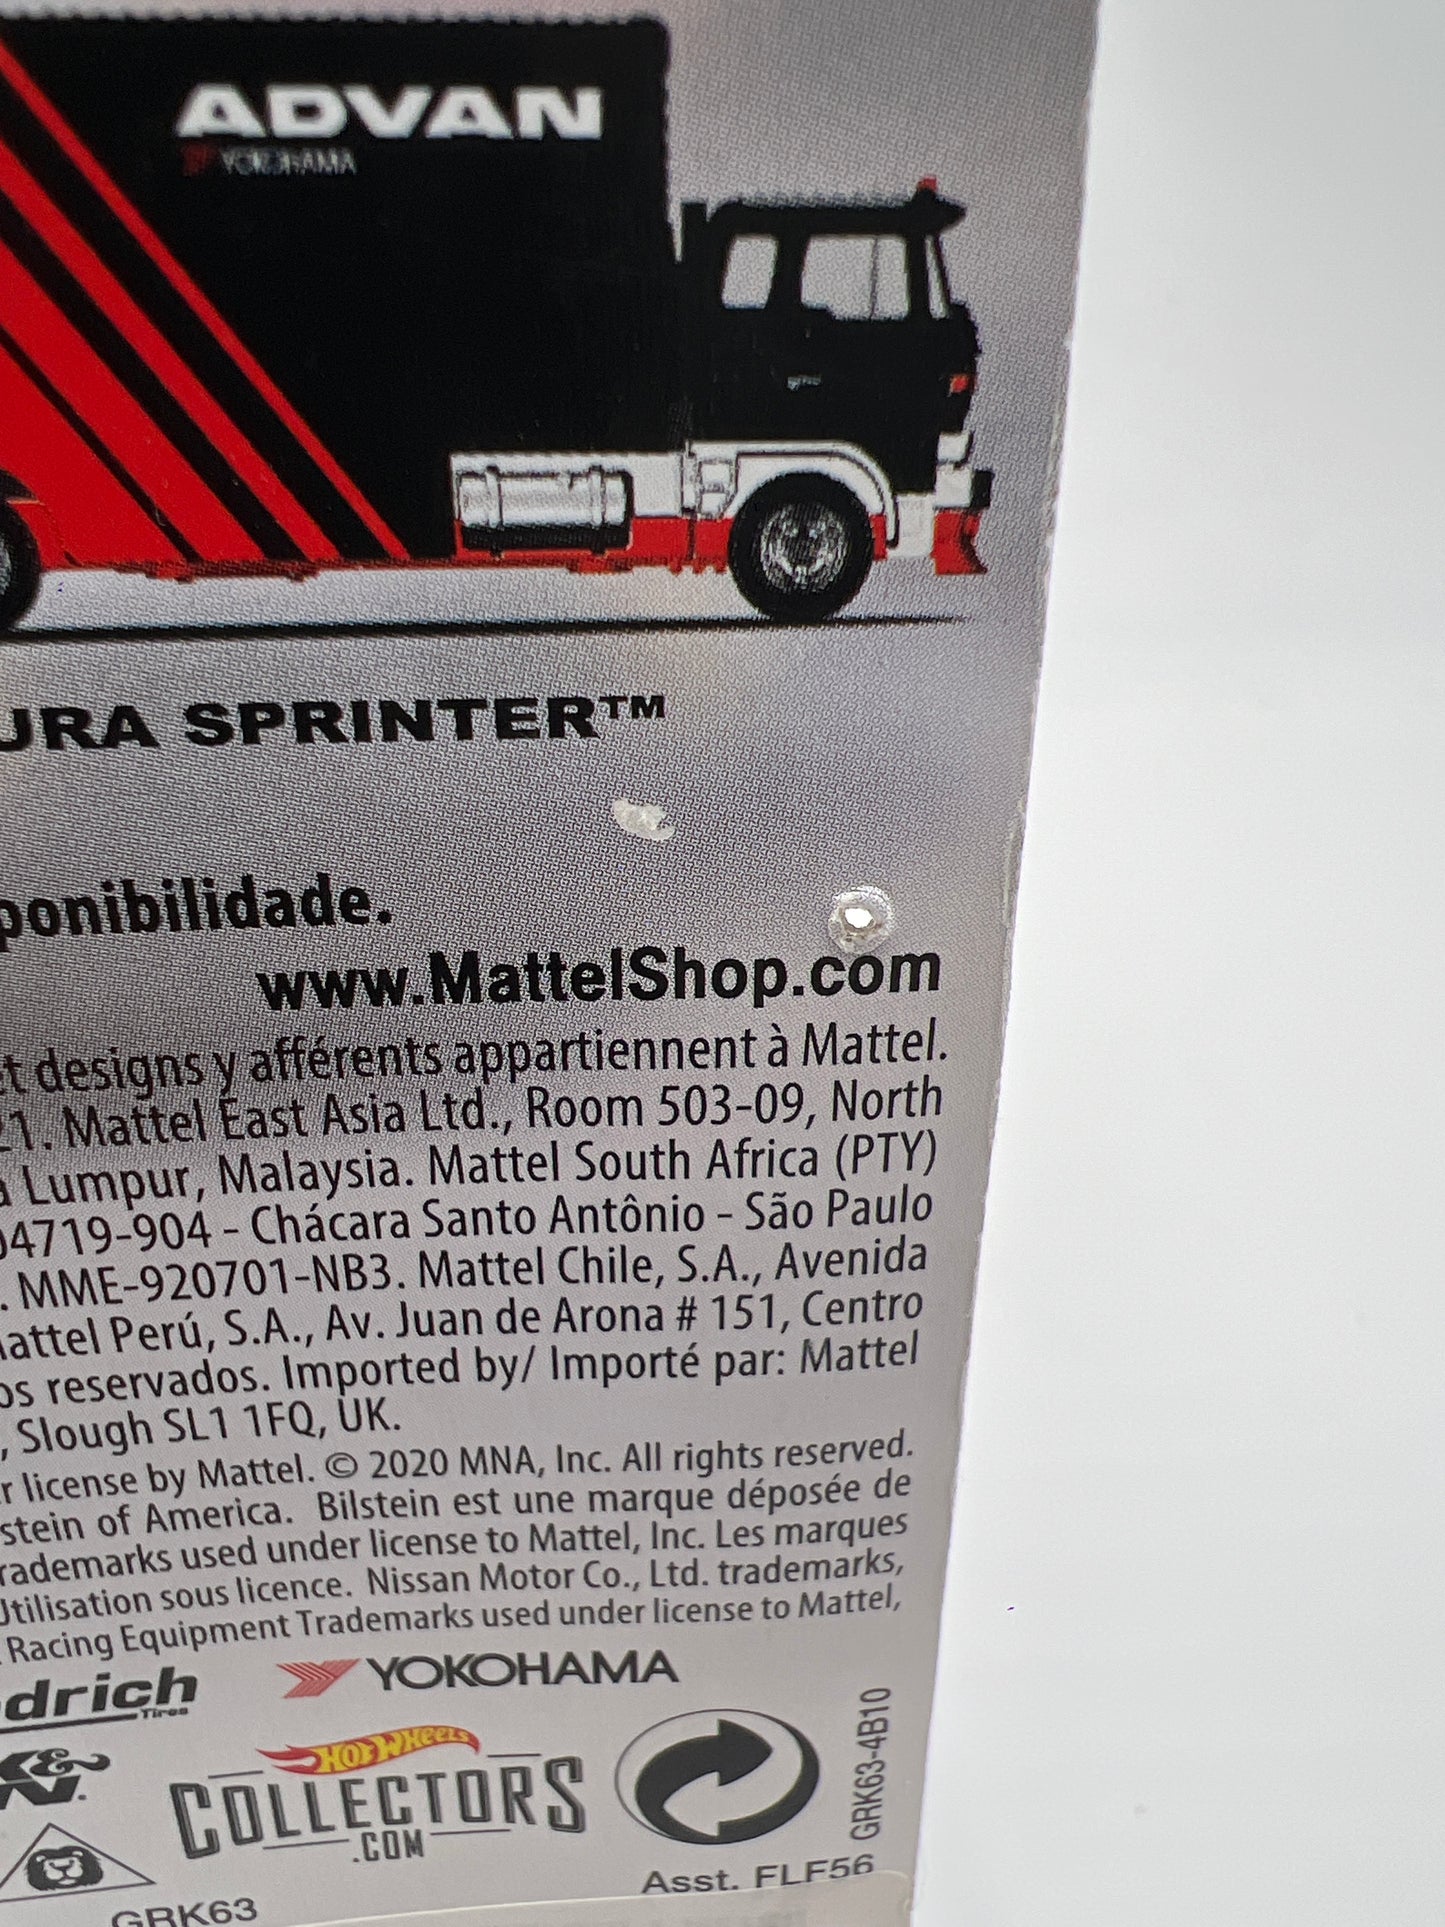 ADVAN
YOKOHAMA
URA SPRINTER™
ponibilidade.
www.MattelShop.com
t designs y afférents appartiennent à Mattel.
21. Mattel East Asia Ltd., Room 503-09, North
a Lumpur, Malaysia. Mattel South Africa (PTY)
04719-904 - Chácara Santo Antônio - São Paulo
. MME-920701-NB3. Mattel Chile, S.A., Avenida
attel Perú, S.A., Av. Juan de Arona # 151, Centro
os reservados. Imported by/ Importé par: Mattel
, Slough SL1 1FQ, UK.
r license by Mattel. © 2020 MNA, Inc. All rights reserved.
stein of America. Bilstein est une marque déposée de
rademarks used under license to Mattel, Inc. Les marques
Utilisation sous licence. Nissan Motor Co., Ltd. trademarks,
Racing Equipment Trademarks used under license to Mattel,
drich
Tires
YOKOHAMA
K&N.
HOT WHEELS
COLLECTORS
.COM
GRK63-4B10
Asst. FLF56
GRK63